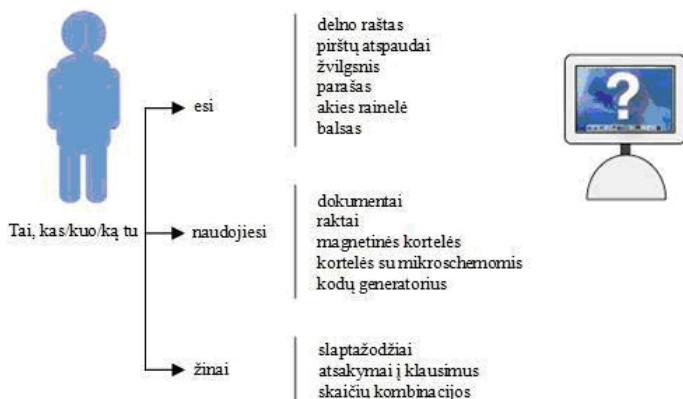 delno raštas
pirštų atspaudai
žvilgsnis
parašas
akies rainelė
balsas
esi
?
Tai, kas/kuo/ką tu
naudojiesi
dokumentai
raktai
magnetinės kortelės
kortelės su mikroschemomis
kodų generatorius
žinai
slaptažodžiai
atsakymai į klausimus
skaičių kombinacijos